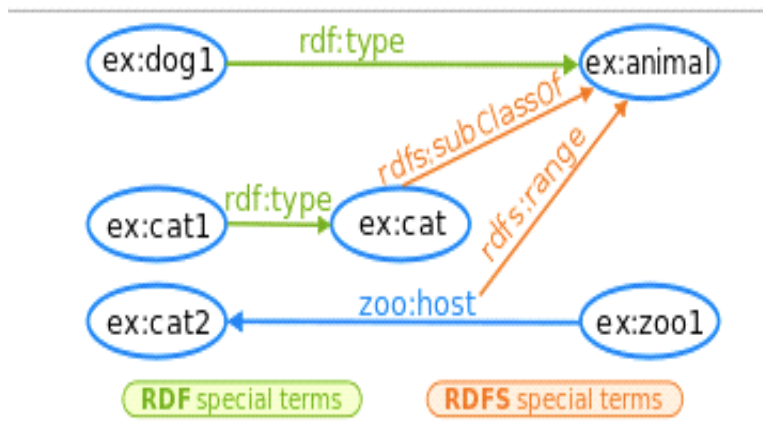 rdf:type
ex:dog1
ex:animal
rdfs:subClassOf
rdfs:range
rdf:type
ex:cat1
ex:cat
zoo:host
ex:cat2
ex:zoo1
RDF special terms
RDFS special terms